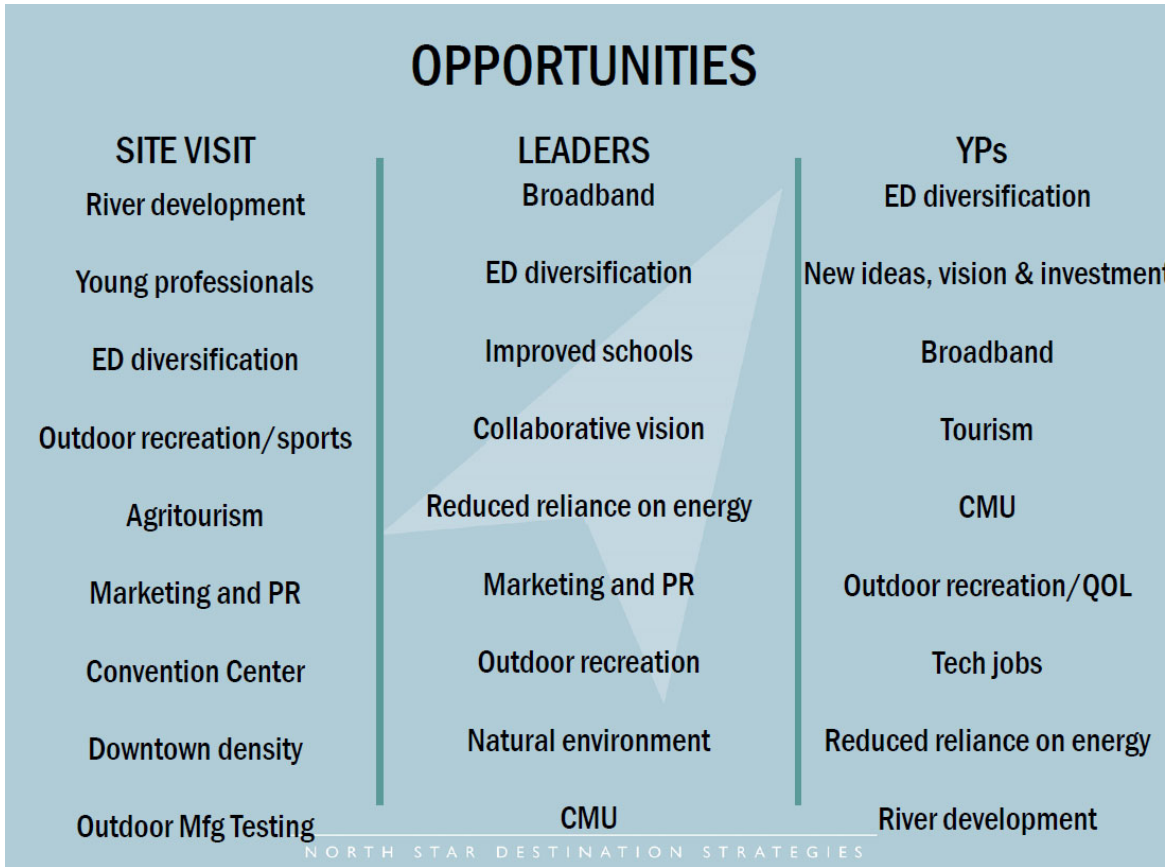 OPPORTUNITIES
SITE VISIT
River development
Young professionals
ED diversification
Outdoor recreation/sports
Agritourism
Marketing and PR
Convention Center
Downtown density
Outdoor Mfg Testing
LEADERS
Broadband
ED diversification
Improved schools
Collaborative vision
Reduced reliance on energy
Marketing and PR
Outdoor recreation
Natural environment
CMU
YPs
ED diversification
New ideas, vision & investment
Broadband
Tourism
CMU
Outdoor recreation/QOL
Tech jobs
Reduced reliance on energy
River development
NORTH STAR DESTINATION STRATEGIES